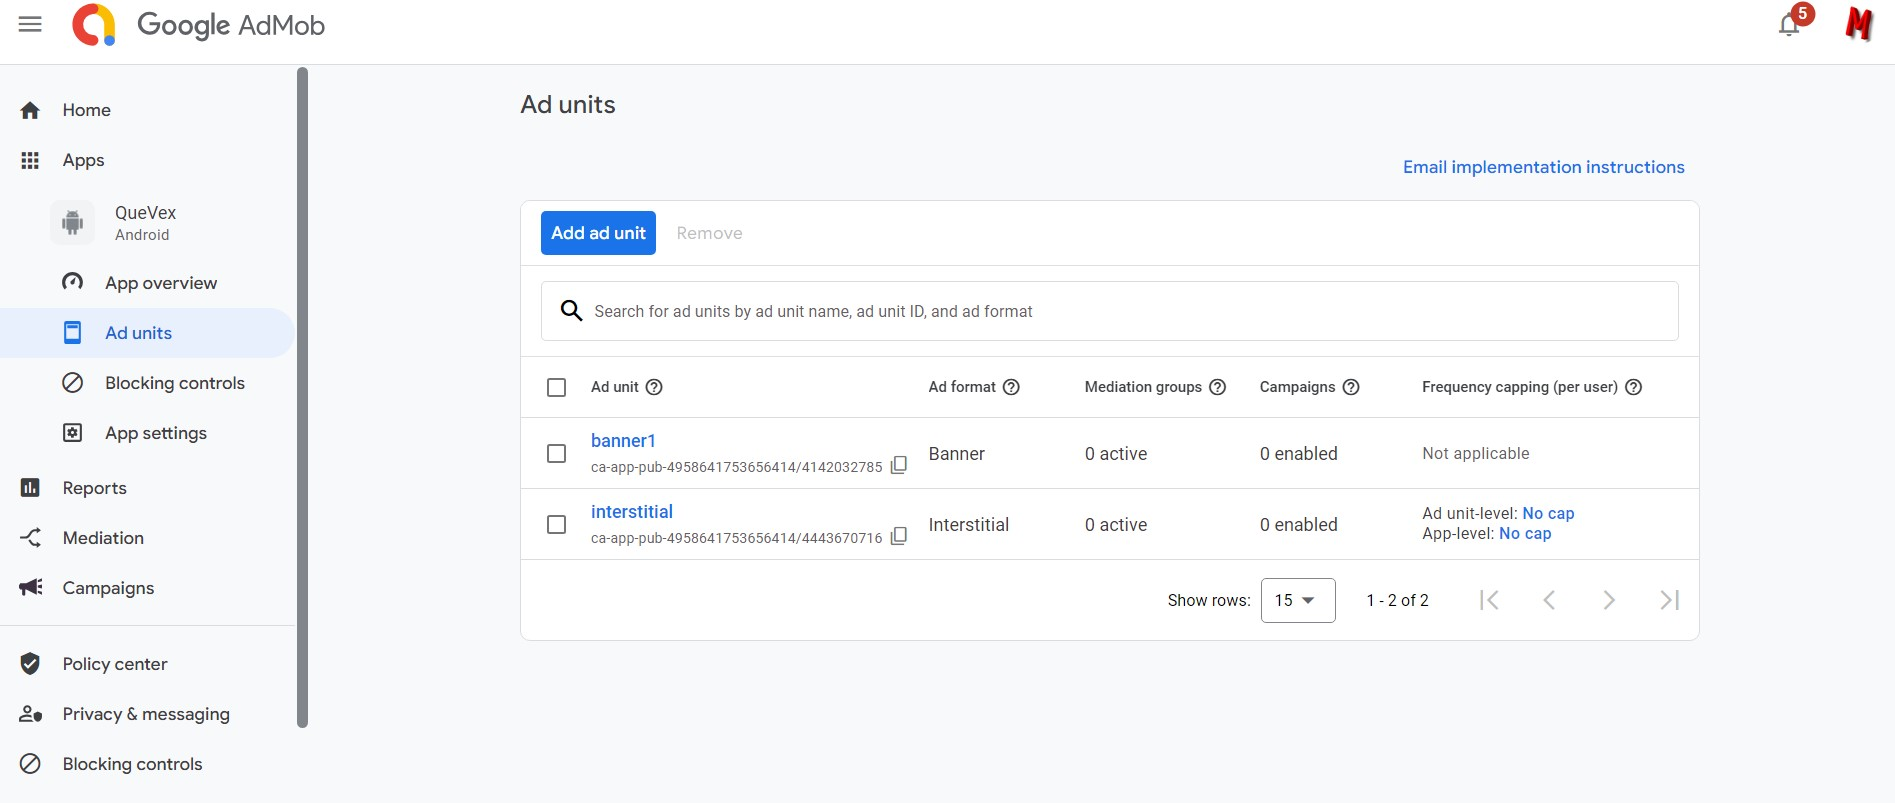 Google AdMob
5
M
Home
Apps
QueVex
Android
App overview
Ad units
Blocking controls
App settings
Reports
Mediation
Campaigns
Policy center
Privacy & messaging
Blocking controls
Ad units
Email implementation instructions
Add ad unit Remove
Search for ad units by ad unit name, ad unit ID, and ad format
Ad unit Ad format Mediation groups Campaigns Frequency capping (per user)
banner1
ca-app-pub-4958641753656414/4142032785
Banner 0 active 0 enabled Not applicable
interstitial
ca-app-pub-4958641753656414/4443670716
Interstitial 0 active 0 enabled
Ad unit-level: No cap
App-level: No cap
Show rows: 15 1 - 2 of 2